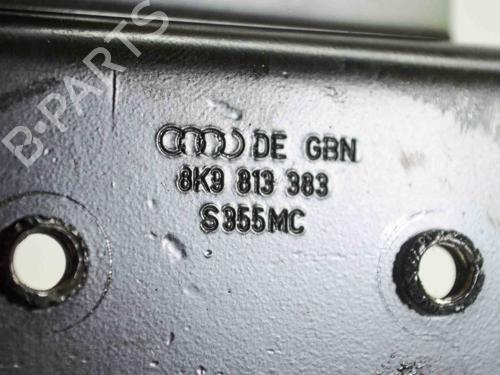 B-PARTS
DE GBN
8K9 813 383
S355MC